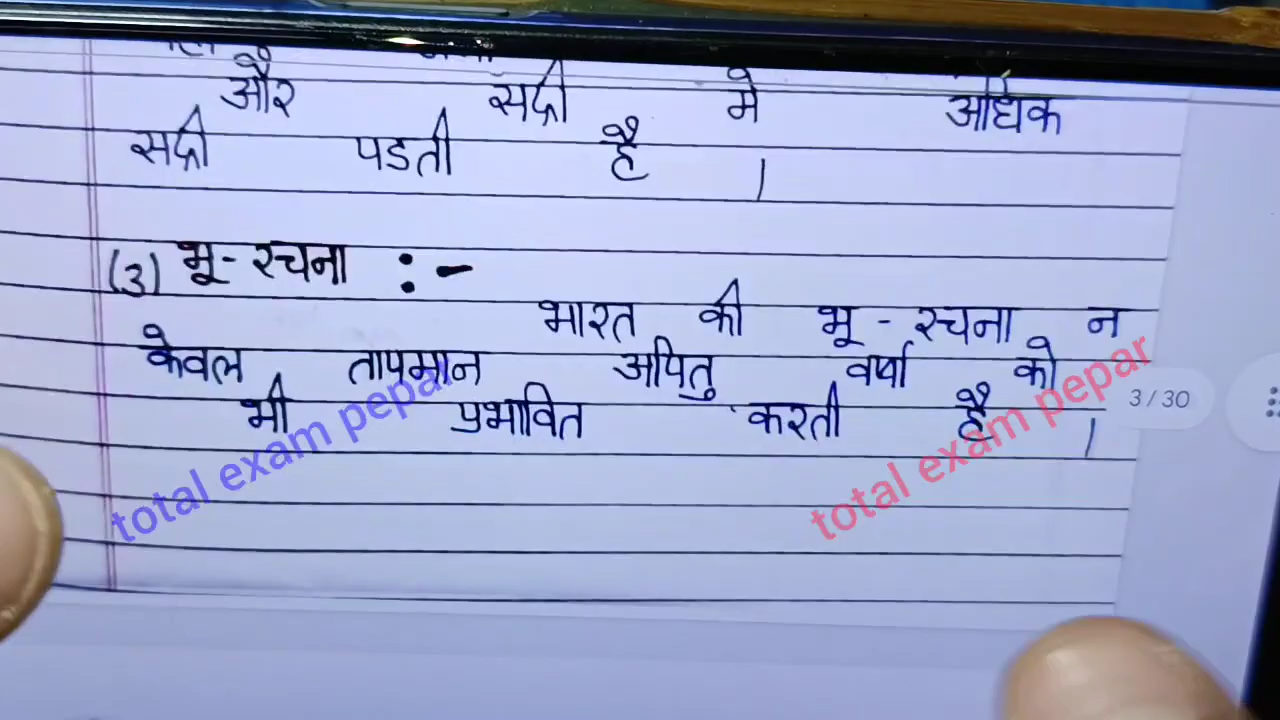 और सर्दी मे अधिक
सर्दी पडती है ।
(3) भू-रचना :-
भारत की भू-रचना न
केवल तापमान अपितु वर्षा को
भी प्रभावित करती है ।
3/30
total exam pepar
total exam pepar